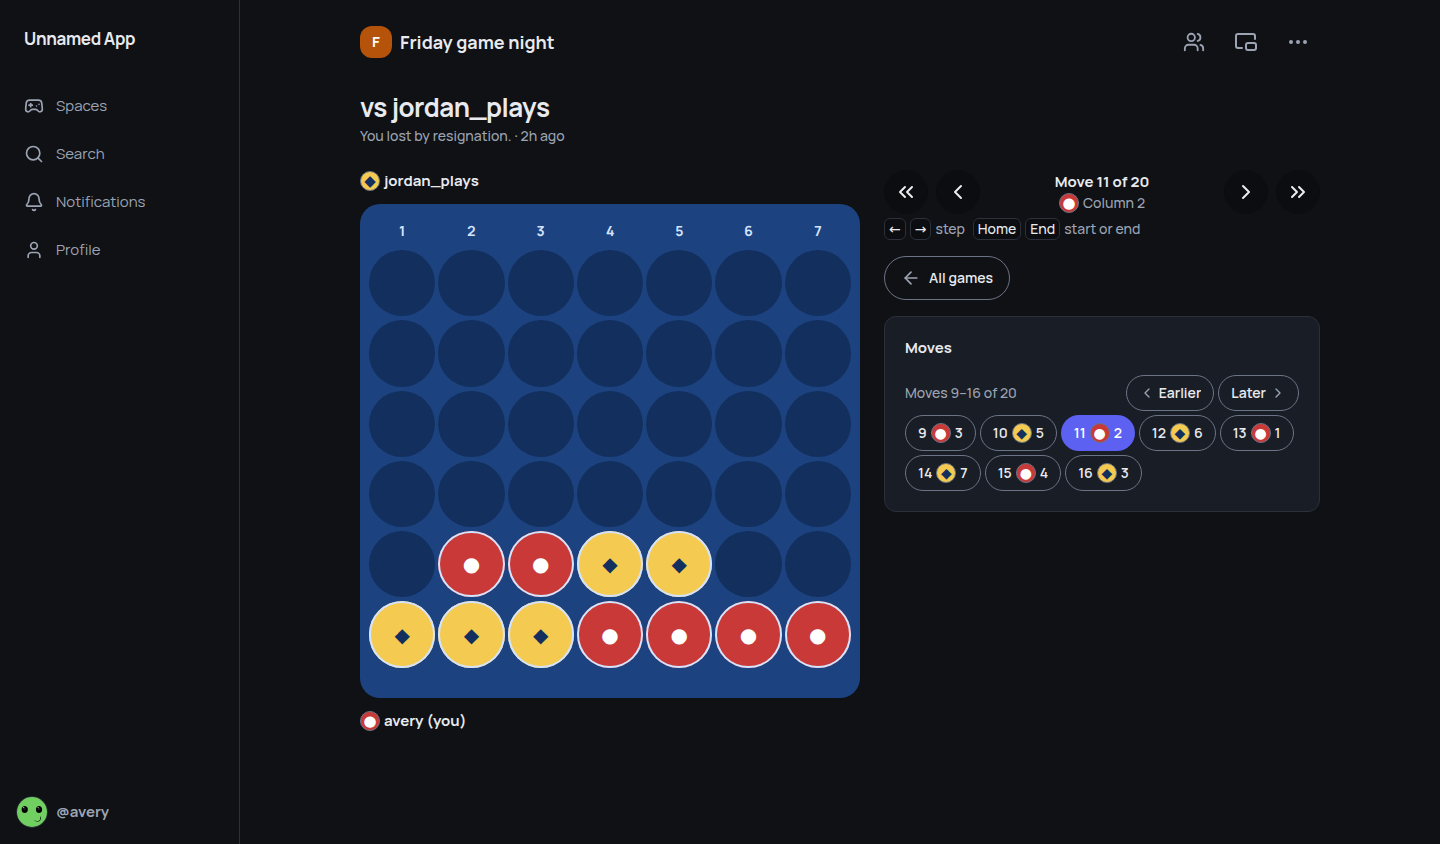 Unnamed App
Spaces
Search
Notifications
Profile
@avery
F Friday game night
vs jordan_plays
You lost by resignation. · 2h ago
jordan_plays
1 2 3 4 5 6 7
avery (you)
Move 11 of 20
Column 2
← → step Home End start or end
All games
Moves
Moves 9–16 of 20
Earlier Later
9 3 10 5 11 2 12 6 13 1
14 7 15 4 16 3